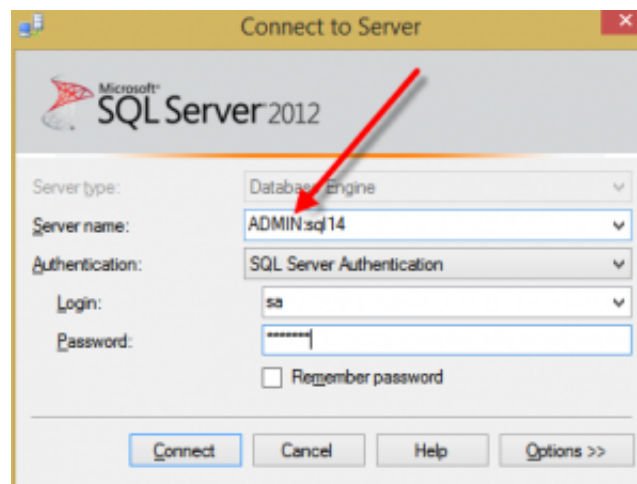 Connect to Server
Microsoft®
SQL Server 2012
Server type: Database Engine
Server name: ADMIN:sql14
Authentication: SQL Server Authentication
Login: sa
Password: *******
Remember password
Connect Cancel Help Options >>